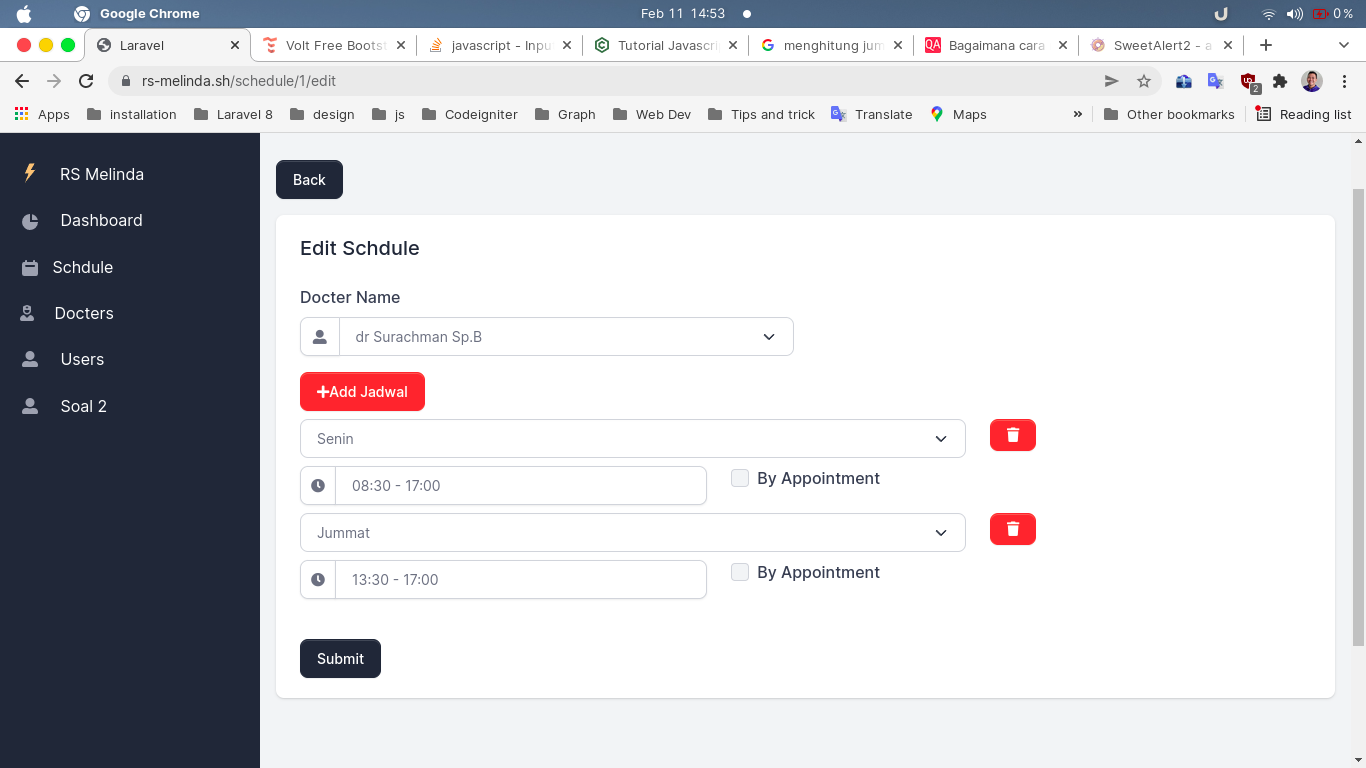 Google Chrome
Feb 11 14:53
0%
Laravel
Volt Free Bootst
javascript - Inpu
Tutorial Javascri
menghitung jum
QA Bagaimana cara
SweetAlert2 - a
rs-melinda.sh/schedule/1/edit
2
Apps
installation
Laravel 8
design
js
Codeigniter
Graph
Web Dev
Tips and trick
Translate
Maps
»
Other bookmarks
Reading list
RS Melinda
Dashboard
Schdule
Docters
Users
Soal 2
Back
Edit Schdule
Docter Name
dr Surachman Sp.B
+Add Jadwal
Senin
08:30 - 17:00
By Appointment
Jummat
13:30 - 17:00
By Appointment
Submit